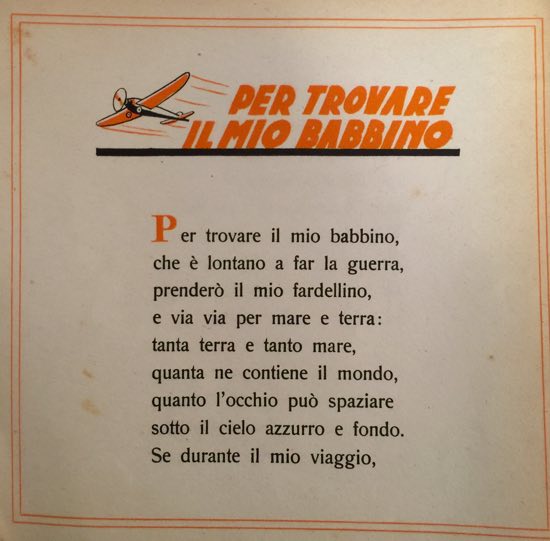 PER TROVARE
IL MIO BABBINO
Per trovare il mio babbino,
che è lontano a far la guerra,
prenderò il mio fardellino,
e via via per mare e terra:
tanta terra e tanto mare,
quanta ne contiene il mondo,
quanto l'occhio può spaziare
sotto il cielo azzurro e fondo.
Se durante il mio viaggio,